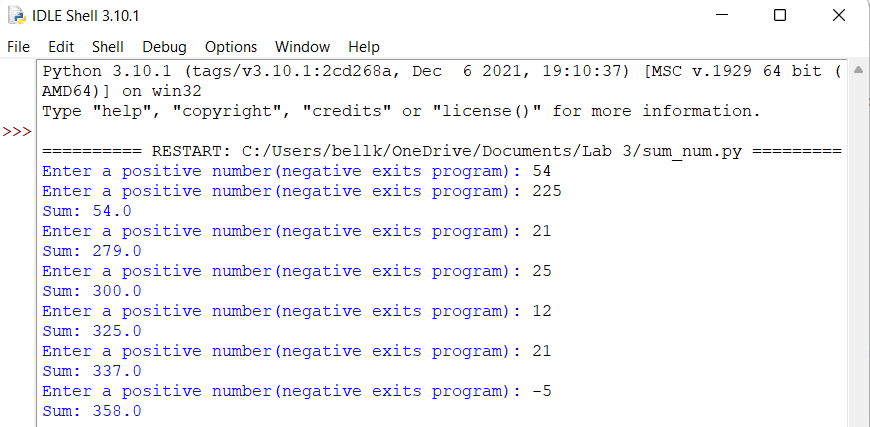 IDLE Shell 3.10.1
File Edit Shell Debug Options Window Help
Python 3.10.1 (tags/v3.10.1:2cd268a, Dec  6 2021, 19:10:37) [MSC v.1929 64 bit (
AMD64)] on win32
Type "help", "copyright", "credits" or "license()" for more information.
>>>
========== RESTART: C:/Users/bellk/OneDrive/Documents/Lab 3/sum_num.py =========
Enter a positive number(negative exits program): 54
Enter a positive number(negative exits program): 225
Sum: 54.0
Enter a positive number(negative exits program): 21
Sum: 279.0
Enter a positive number(negative exits program): 25
Sum: 300.0
Enter a positive number(negative exits program): 12
Sum: 325.0
Enter a positive number(negative exits program): 21
Sum: 337.0
Enter a positive number(negative exits program): -5
Sum: 358.0